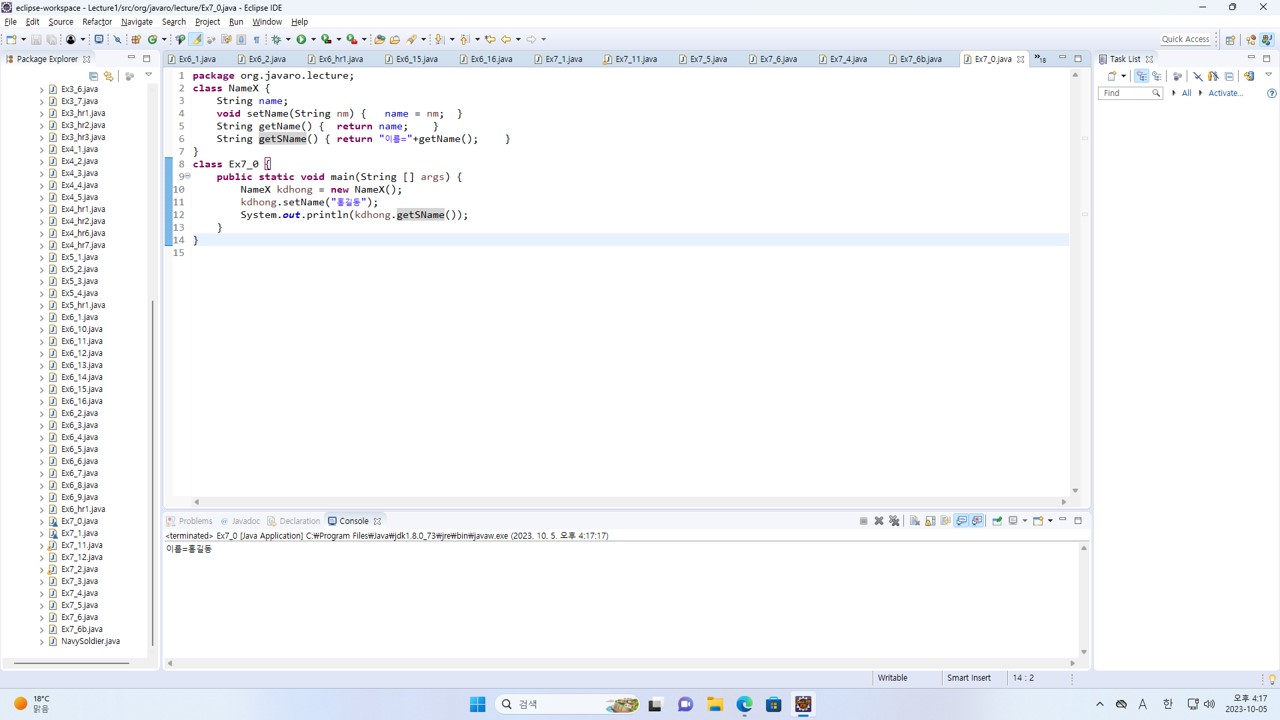 eclipse-workspace - Lecture1/src/org/javaro/lecture/Ex7_0.java - Eclipse IDE
File Edit Source Refactor Navigate Search Project Run Window Help
Quick Access
Package Explorer
Ex3_6.java
Ex3_7.java
Ex3_hr1.java
Ex3_hr2.java
Ex3_hr3.java
Ex4_1.java
Ex4_2.java
Ex4_3.java
Ex4_4.java
Ex4_5.java
Ex4_hr1.java
Ex4_hr2.java
Ex4_hr6.java
Ex4_hr7.java
Ex5_1.java
Ex5_2.java
Ex5_3.java
Ex5_4.java
Ex5_hr1.java
Ex6_1.java
Ex6_10.java
Ex6_11.java
Ex6_12.java
Ex6_13.java
Ex6_14.java
Ex6_15.java
Ex6_16.java
Ex6_2.java
Ex6_3.java
Ex6_4.java
Ex6_5.java
Ex6_6.java
Ex6_7.java
Ex6_8.java
Ex6_9.java
Ex6_hr1.java
Ex7_0.java
Ex7_1.java
Ex7_11.java
Ex7_12.java
Ex7_2.java
Ex7_3.java
Ex7_4.java
Ex7_5.java
Ex7_6.java
Ex7_6b.java
NavySoldier.java
Ex6_1.java Ex6_2.java Ex6_hr1.java Ex6_15.java Ex6_16.java Ex7_1.java Ex7_11.java Ex7_5.java Ex7_6.java Ex7_4.java Ex7_6b.java Ex7_0.java »18
1 package org.javaro.lecture;
2 class NameX {
3 String name;
4 void setName(String nm) { name = nm; }
5 String getName() { return name; }
6 String getSName() { return "이름="+getName(); }
7 }
8 class Ex7_0 {
9 public static void main(String [] args) {
10 NameX kdhong = new NameX();
11 kdhong.setName("홍길동");
12 System.out.println(kdhong.getSName());
13 }
14 }
15
Problems Javadoc Declaration Console
<terminated> Ex7_0 [Java Application] C:₩Program Files₩Java₩jdk1.8.0_73₩jre₩bin₩javaw.exe (2023. 10. 5. 오후 4:17:17)
이름=홍길동
Task List
Find All Activate...
Writable Smart Insert 14 : 2
18°C
맑음
검색
A 한
오후 4:17
2023-10-05